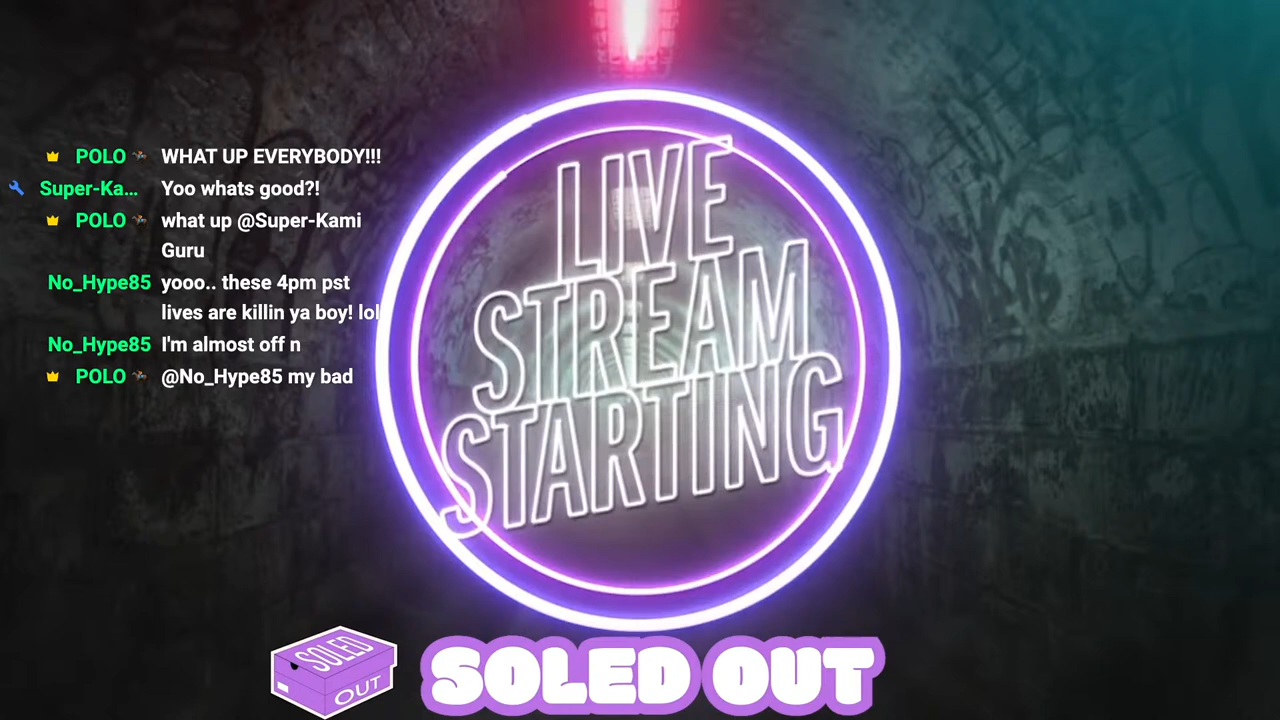 POLO WHAT UP EVERYBODY!!!
Super-Ka... Yoo whats good?!
POLO what up @Super-Kami
Guru
No_Hype85 yooo.. these 4pm pst
lives are killin ya boy! lol
No_Hype85 I'm almost off n
POLO @No_Hype85 my bad
LIVE
STREAM
STARTING
SOLED
OUT
SOLED OUT